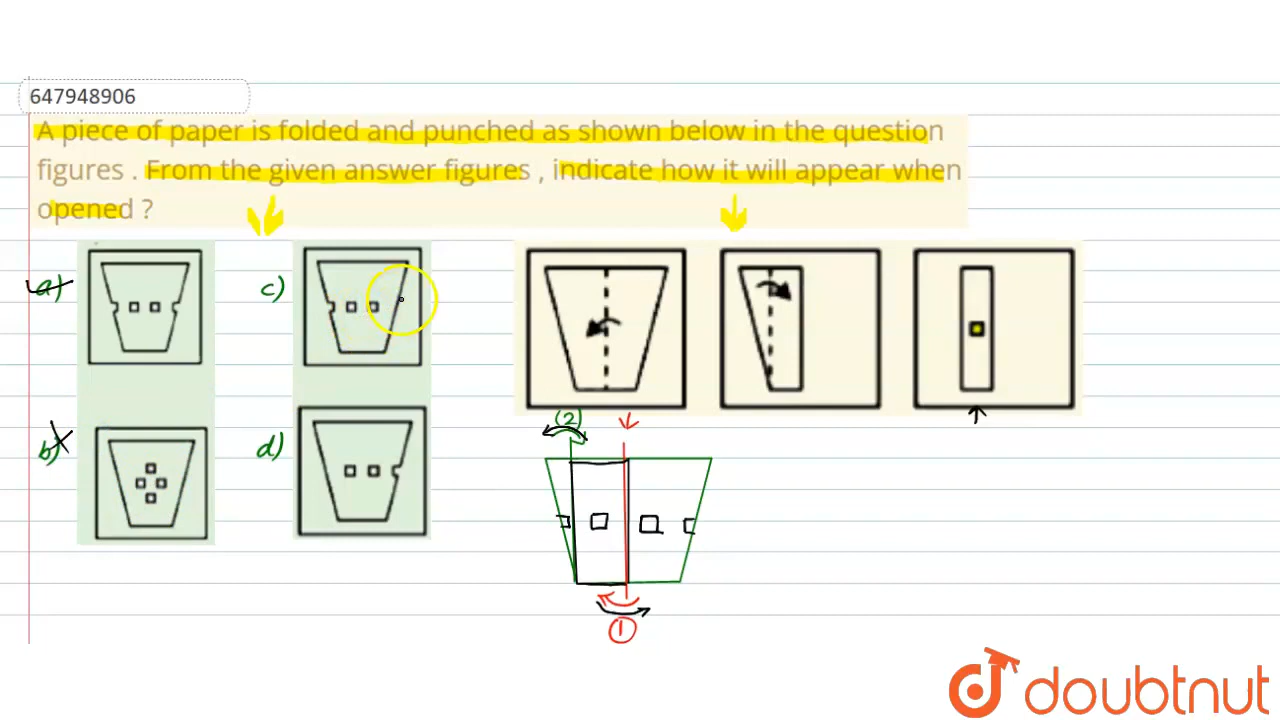 647948906
A piece of paper is folded and punched as shown below in the question
figures . From the given answer figures , indicate how it will appear when
opened ?
a)
c)
b)
d)
(2)
1
doubtnut